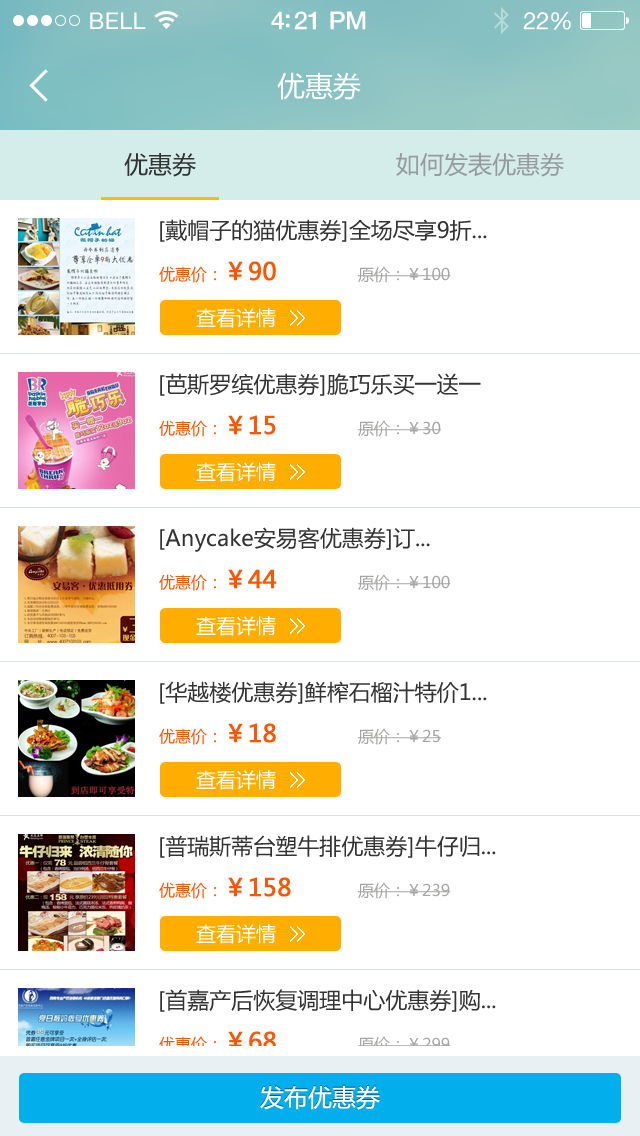 BELL 4:21 PM 22%
优惠券
优惠券 如何发表优惠券
Cat in hat
[戴帽子的猫优惠券]全场尽享9折...
优惠价： ¥90 原价：¥100
查看详情
BR
脆巧乐
买一送一
[芭斯罗缤优惠券]脆巧乐买一送一
优惠价： ¥15 原价：¥30
查看详情
安易客·优惠抵用券
[Anycake安易客优惠券]订...
优惠价： ¥44 原价：¥100
查看详情
到店即可享受特
[华越楼优惠券]鲜榨石榴汁特价1...
优惠价： ¥18 原价：¥25
查看详情
牛仔归来 浓清随你
[普瑞斯蒂台塑牛排优惠券]牛仔归...
优惠价： ¥158 原价：¥239
查看详情
[首嘉产后恢复调理中心优惠券]购...
优惠价： ¥68 原价：¥299
发布优惠券